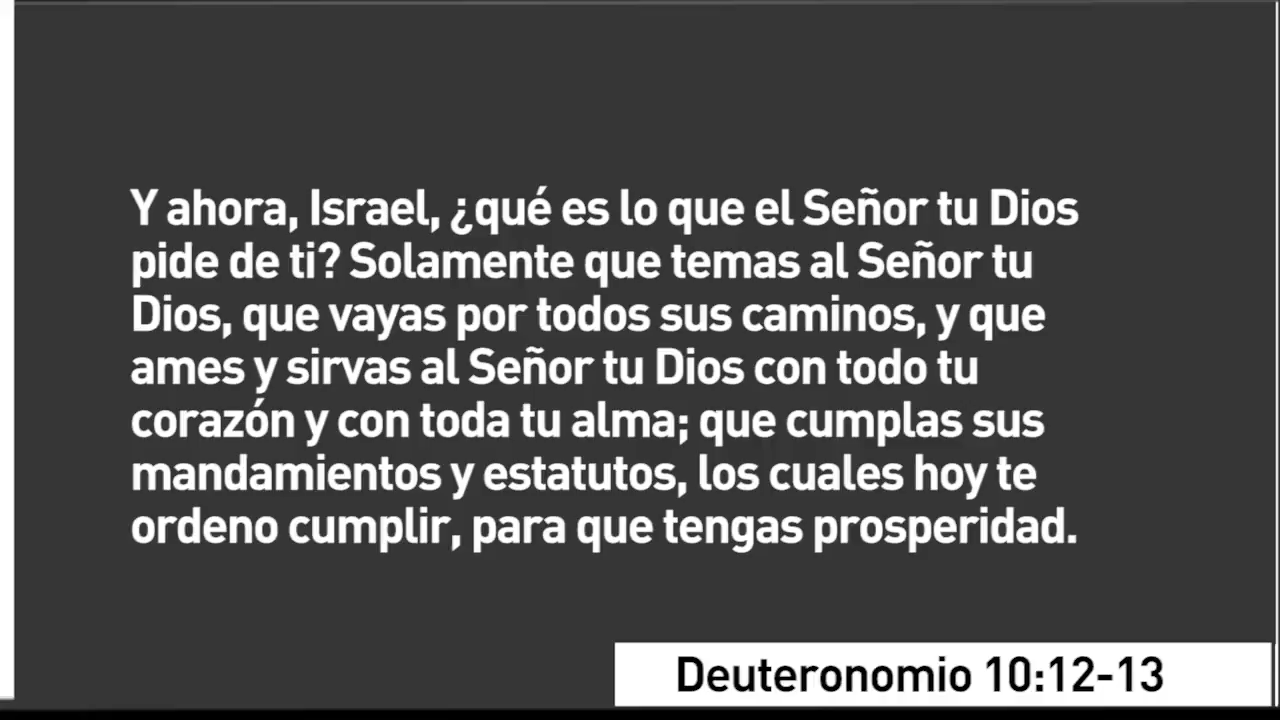 Y ahora, Israel, ¿qué es lo que el Señor tu Dios
pide de ti? Solamente que temas al Señor tu
Dios, que vayas por todos sus caminos, y que
ames y sirvas al Señor tu Dios con todo tu
corazón y con toda tu alma; que cumplas sus
mandamientos y estatutos, los cuales hoy te
ordeno cumplir, para que tengas prosperidad.
Deuteronomio 10:12-13